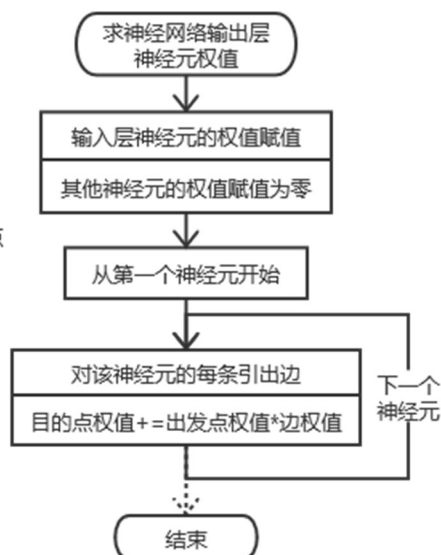 求神经网络输出层
神经元权值
输入层神经元的权值赋值
其他神经元的权值赋值为零
从第一个神经元开始
对该神经元的每条引出边
目的点权值+=出发点权值*边权值
下一个
神经元
结束